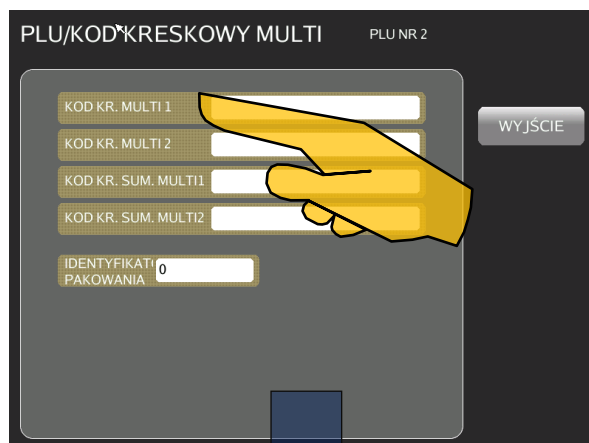 PLU/KOD KRESKOWY MULTI PLU NR 2
KOD KR. MULTI 1
WYJŚCIE
KOD KR. MULTI 2
KOD KR. SUM. MULTI1
KOD KR. SUM. MULTI2
IDENTYFIKAT
0
PAKOWANIA